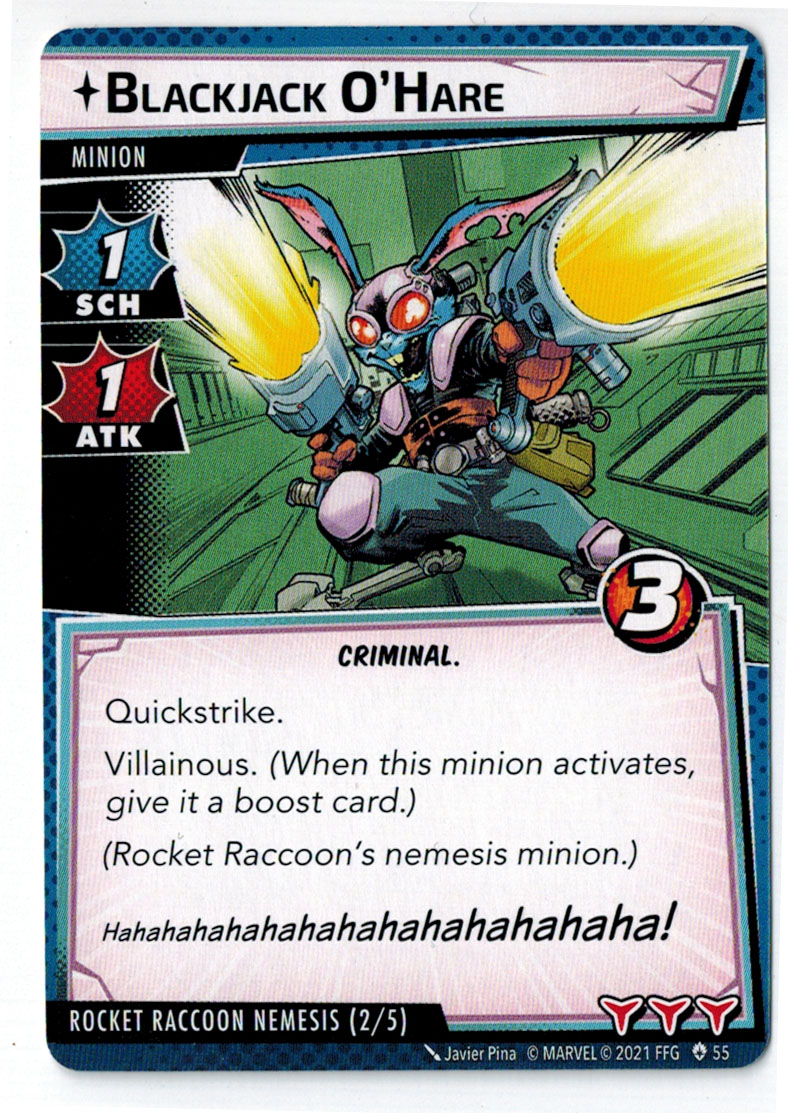 BLACKJACK O'HARE
MINION
1
SCH
1
ATK
3
CRIMINAL.
Quickstrike.
Villainous. (When this minion activates,
give it a boost card.)
(Rocket Raccoon's nemesis minion.)
Hahahahahahahahahahahahahaha!
ROCKET RACCOON NEMESIS (2/5)
Javier Pina © MARVEL © 2021 FFG 55